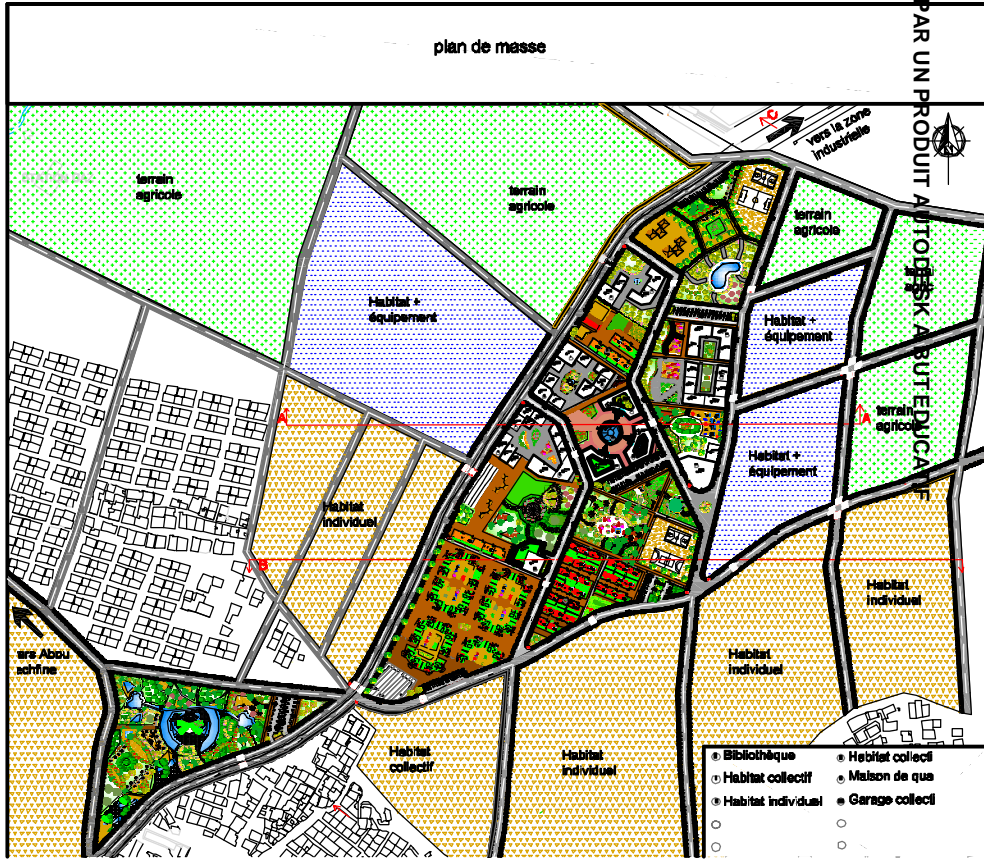 plan de masse
PAR UN PRODUIT AUTODESK A BUT EDUCATIF
C
vers la zone
industrielle
terrain
agricole
terrain
agricole
terrain
agricole
Habitat +
équipement
Habitat +
équipement
A
A
terrain
agricole
Habitat +
équipement
Habitat
individuel
B
Habitat
individuel
Habitat
individuel
Habitat
collectif
Habitat
individuel
Abou
Bibliothèque
Habitat collectif
Habitat individuel
Habitat collecti
Maison de qua
Garage collecti